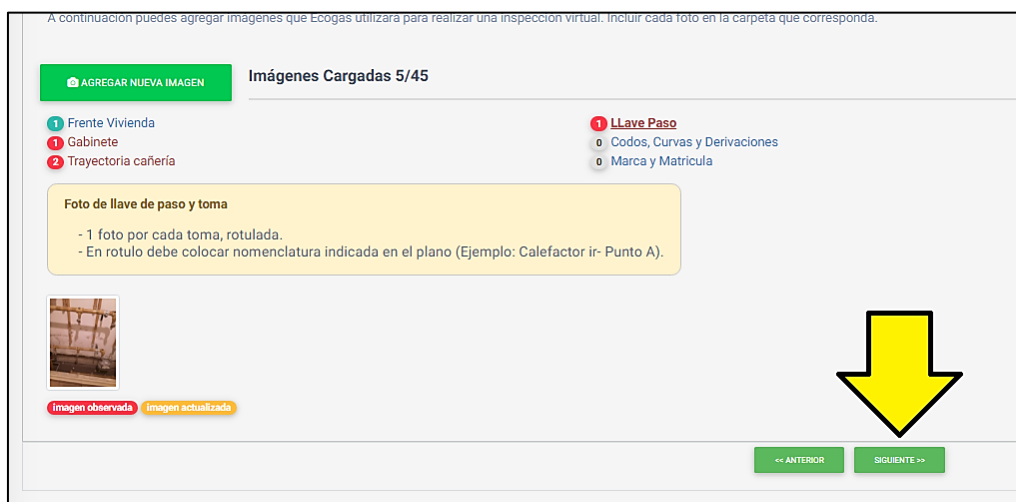 A continuación puedes agregar imágenes que Ecogas utilizará para realizar una inspección virtual. Incluir cada foto en la carpeta que corresponda.
AGREGAR NUEVA IMAGEN
Imágenes Cargadas 5/45
1 Frente Vivienda
1 Gabinete
2 Trayectoria cañería
1 LLave Paso
0 Codos, Curvas y Derivaciones
0 Marca y Matricula
Foto de llave de paso y toma
- 1 foto por cada toma, rotulada.
- En rotulo debe colocar nomenclatura indicada en el plano (Ejemplo: Calefactor ir- Punto A).
imagen observada imagen actualizada
<< ANTERIOR SIGUIENTE >>